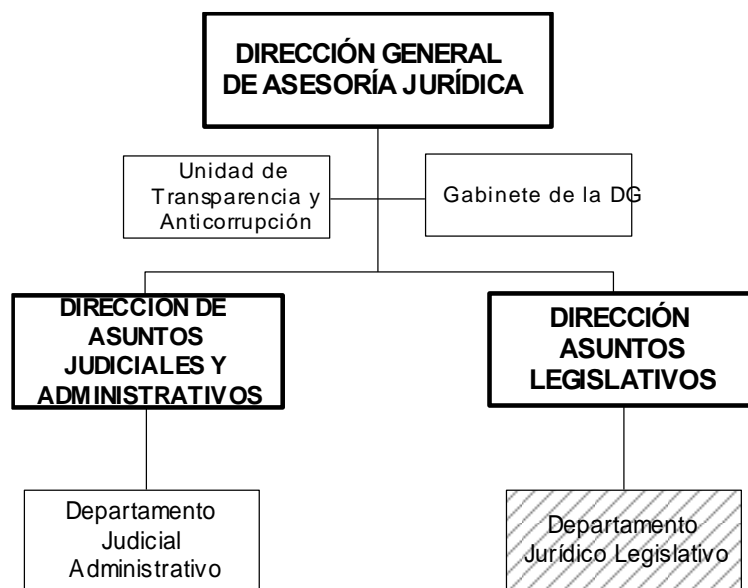 DIRECCIÓN GENERAL
DE ASESORÍA JURÍDICA
Unidad de
Transparencia y
Anticorrupción
Gabinete de la DG
DIRECCION DE
ASUNTOS
JUDICIALES Y
ADMINISTRATIVOS
DIRECCIÓN
ASUNTOS
LEGISLATIVOS
Departamento
Judicial
Administrativo
Departamento
Jurídico Legislativo